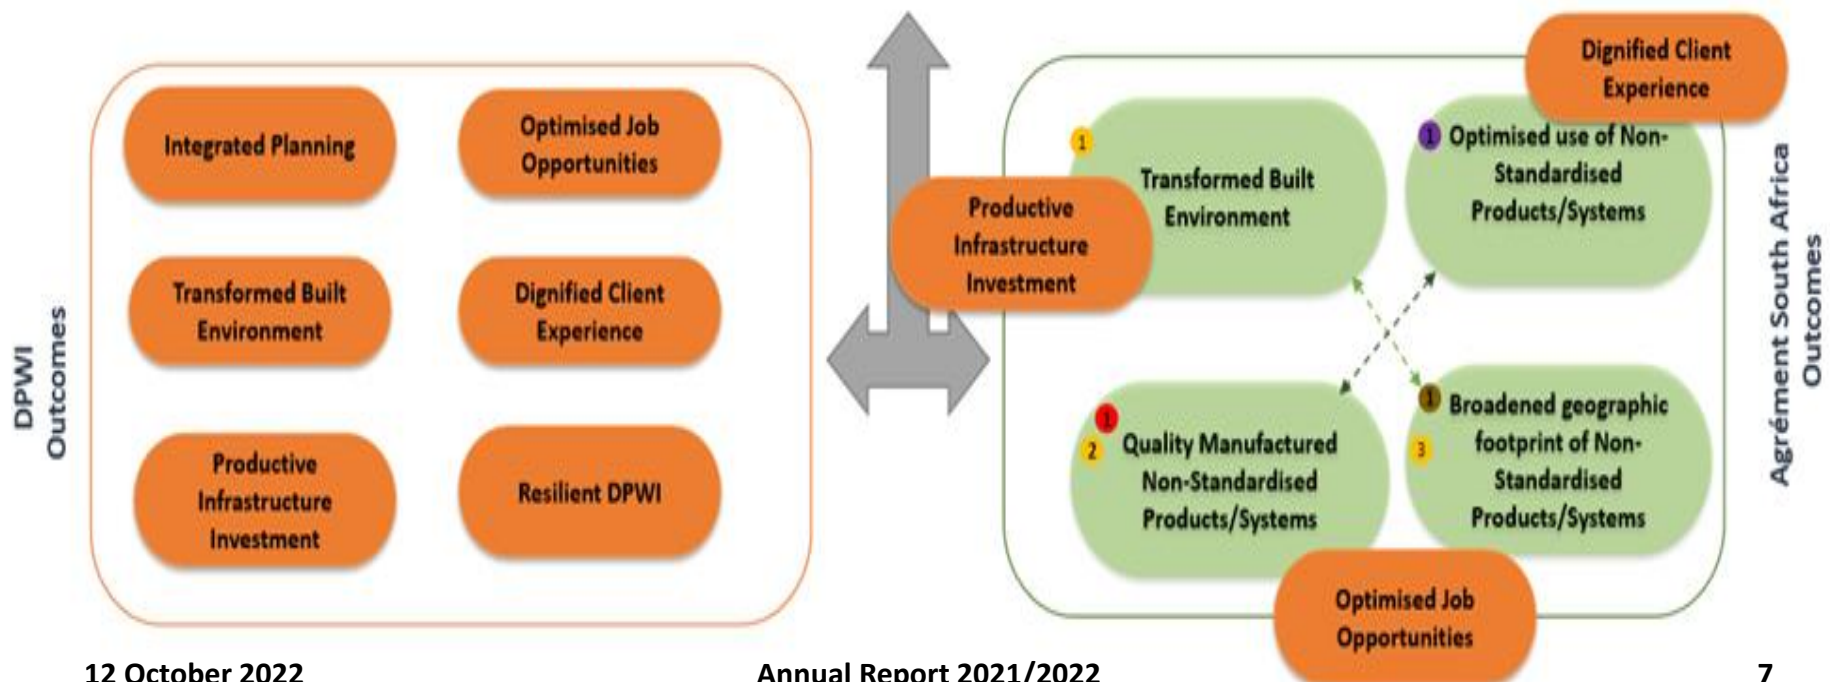 DPWI
Outcomes
Integrated Planning
Optimised Job
Opportunities
Transformed Built
Environment
Dignified Client
Experience
Productive
Infrastructure
Investment
Resilient DPWI
Productive
Infrastructure
Investment
1
Transformed Built
Environment
Dignified Client
Experience
1
Optimised use of Non-
Standardised
Products/Systems
1
2
Quality Manufactured
Non-Standardised
Products/Systems
1
3
Broadened geographic
footprint of Non-
Standardised
Products/Systems
Optimised Job
Opportunities
Agrément South Africa
Outcomes
12 October 2022
Annual Report 2021/2022
7